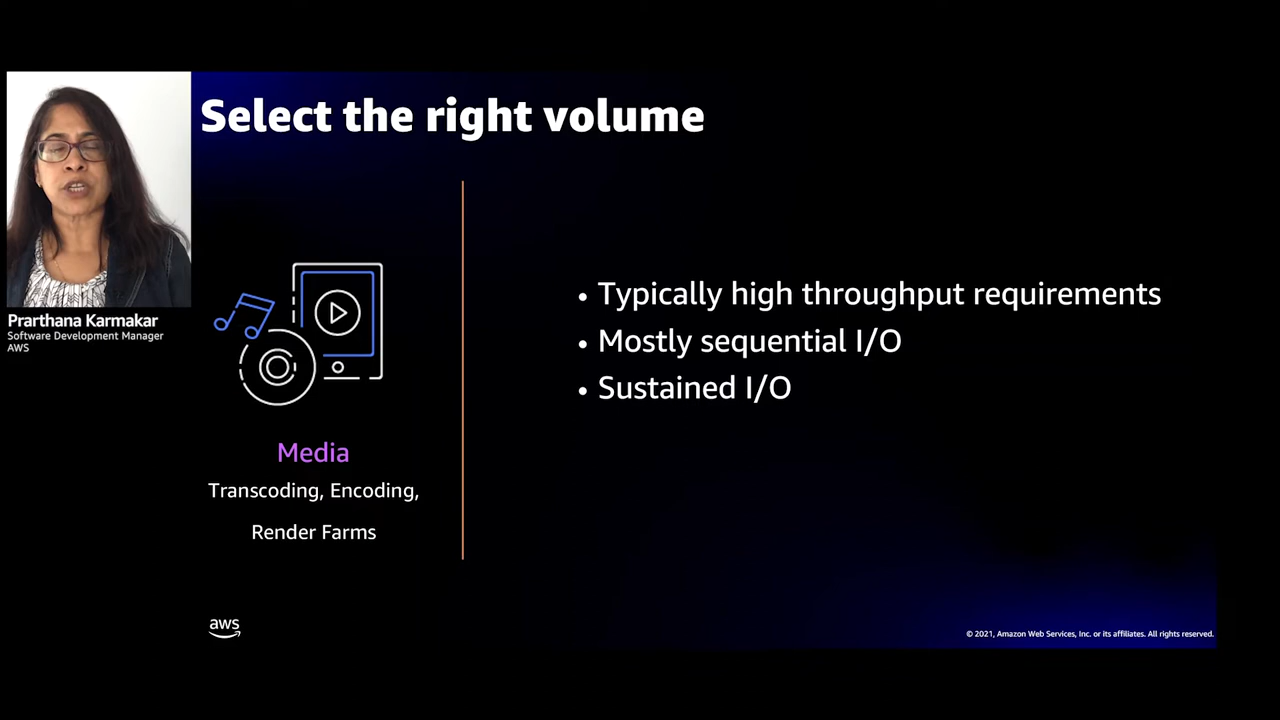 Select the right volume
Prarthana Karmakar
Software Development Manager
AWS
• Typically high throughput requirements
• Mostly sequential I/O
• Sustained I/O
Media
Transcoding, Encoding,
Render Farms
aws
© 2021, Amazon Web Services, Inc. or its affiliates. All rights reserved.